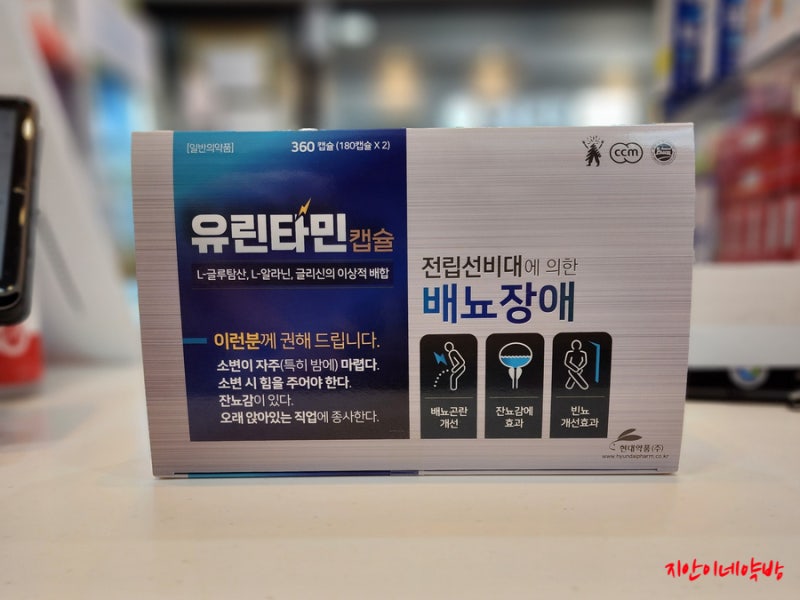 [일반의약품]
360 캡슐 (180캡슐 X 2)
유린타민캡슐
L-글루탐산, L-알라닌, 글리신의 이상적 배합
이런분께 권해 드립니다.
소변이 자주(특히 밤에) 마렵다.
소변 시 힘을 주어야 한다.
잔뇨감이 있다.
오래 앉아있는 직업에 종사한다.
ccm
전립선비대에 의한
배뇨장애
배뇨곤란
개선
잔뇨감에
효과
빈뇨
개선효과
현대약품(주)
www.hyundaipharm.co.kr
지안이네약방